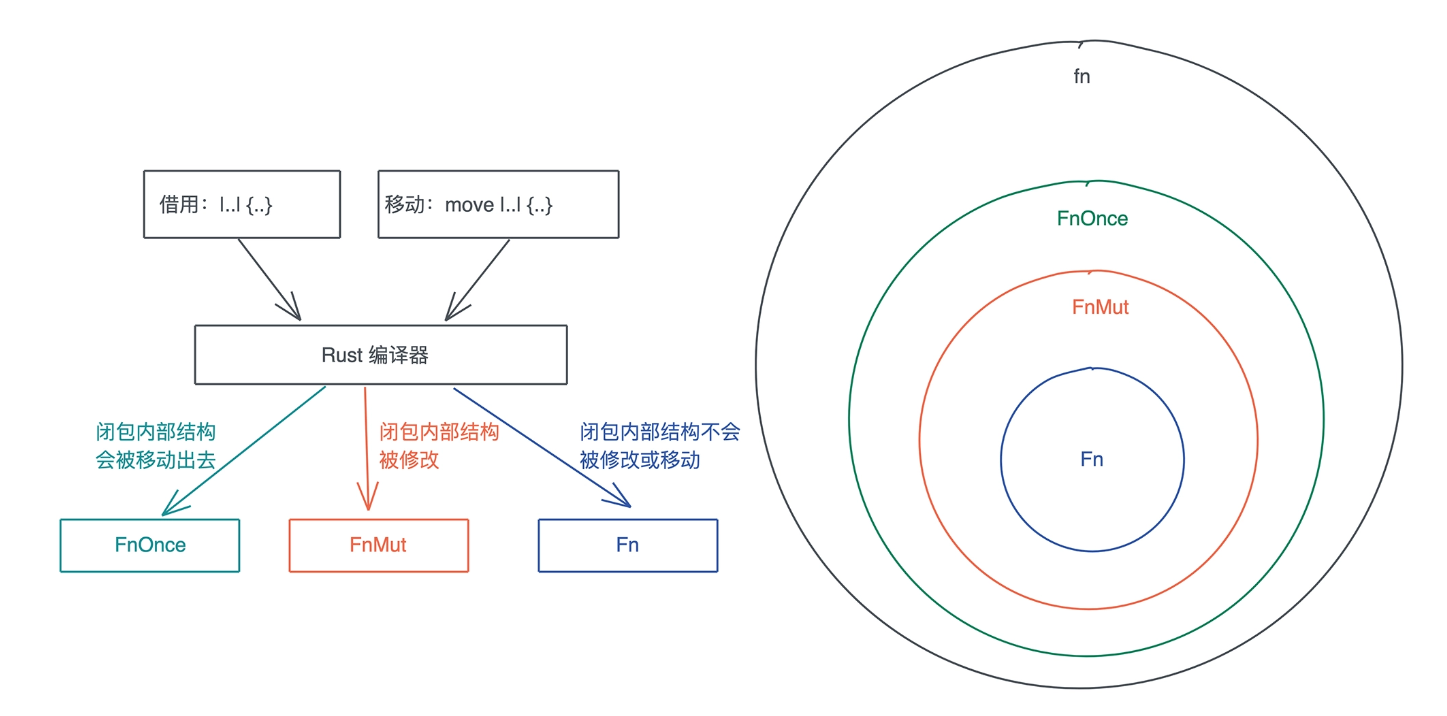 fn
借用：|..| {..}
移动：move |..| {..}
FnOnce
FnMut
Rust 编译器
闭包内部结构
会被移动出去
闭包内部结构
被修改
闭包内部结构不会
被修改或移动
Fn
FnOnce
FnMut
Fn